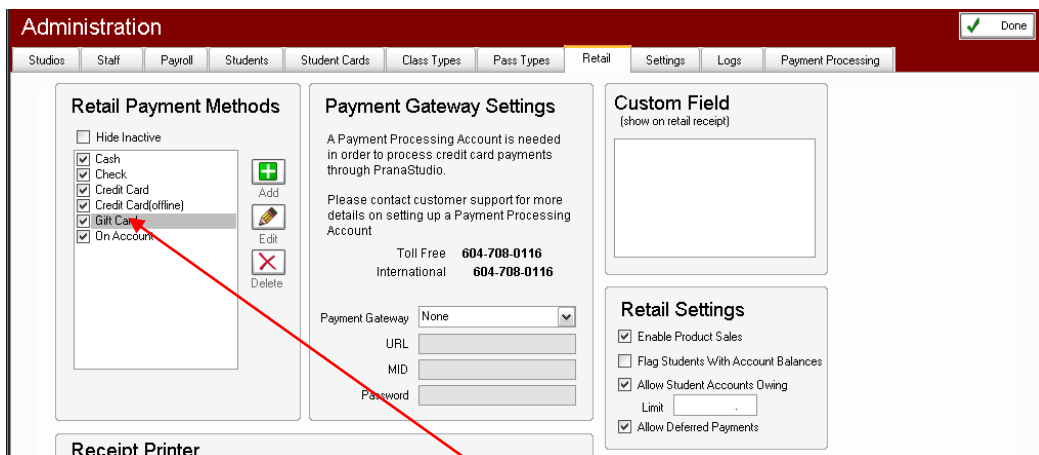 Administration
Done
Studios Staff Payroll Students Student Cards Class Types Pass Types Retail Settings Logs Payment Processing
Retail Payment Methods
Hide Inactive
Cash
Check
Credit Card
Credit Card(offline)
Gift Card
On Account
Add
Edit
Delete
Payment Gateway Settings
A Payment Processing Account is needed
in order to process credit card payments
through PranaStudio.
Please contact customer support for more
details on setting up a Payment Processing
Account
Toll Free 604-708-0116
International 604-708-0116
Payment Gateway None
URL
MID
Password
Custom Field
(show on retail receipt)
Retail Settings
Enable Product Sales
Flag Students With Account Balances
Allow Student Accounts Owing
Limit .
Allow Deferred Payments
Receipt Printer